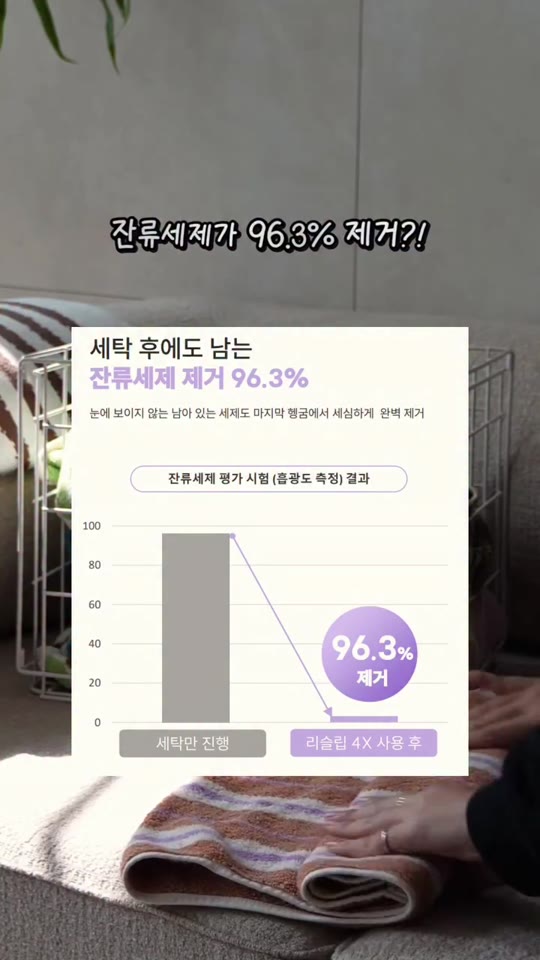 잔류세제가 96.3% 제거?!
세탁 후에도 남는
잔류세제 제거 96.3%
눈에 보이지 않는 남아 있는 세제도 마지막 헹굼에서 세심하게 완벽 제거
잔류세제 평가 시험 (흡광도 측정) 결과
100
80
60
40
20
0
96.3%
제거
세탁만 진행
리슬립 4X 사용 후